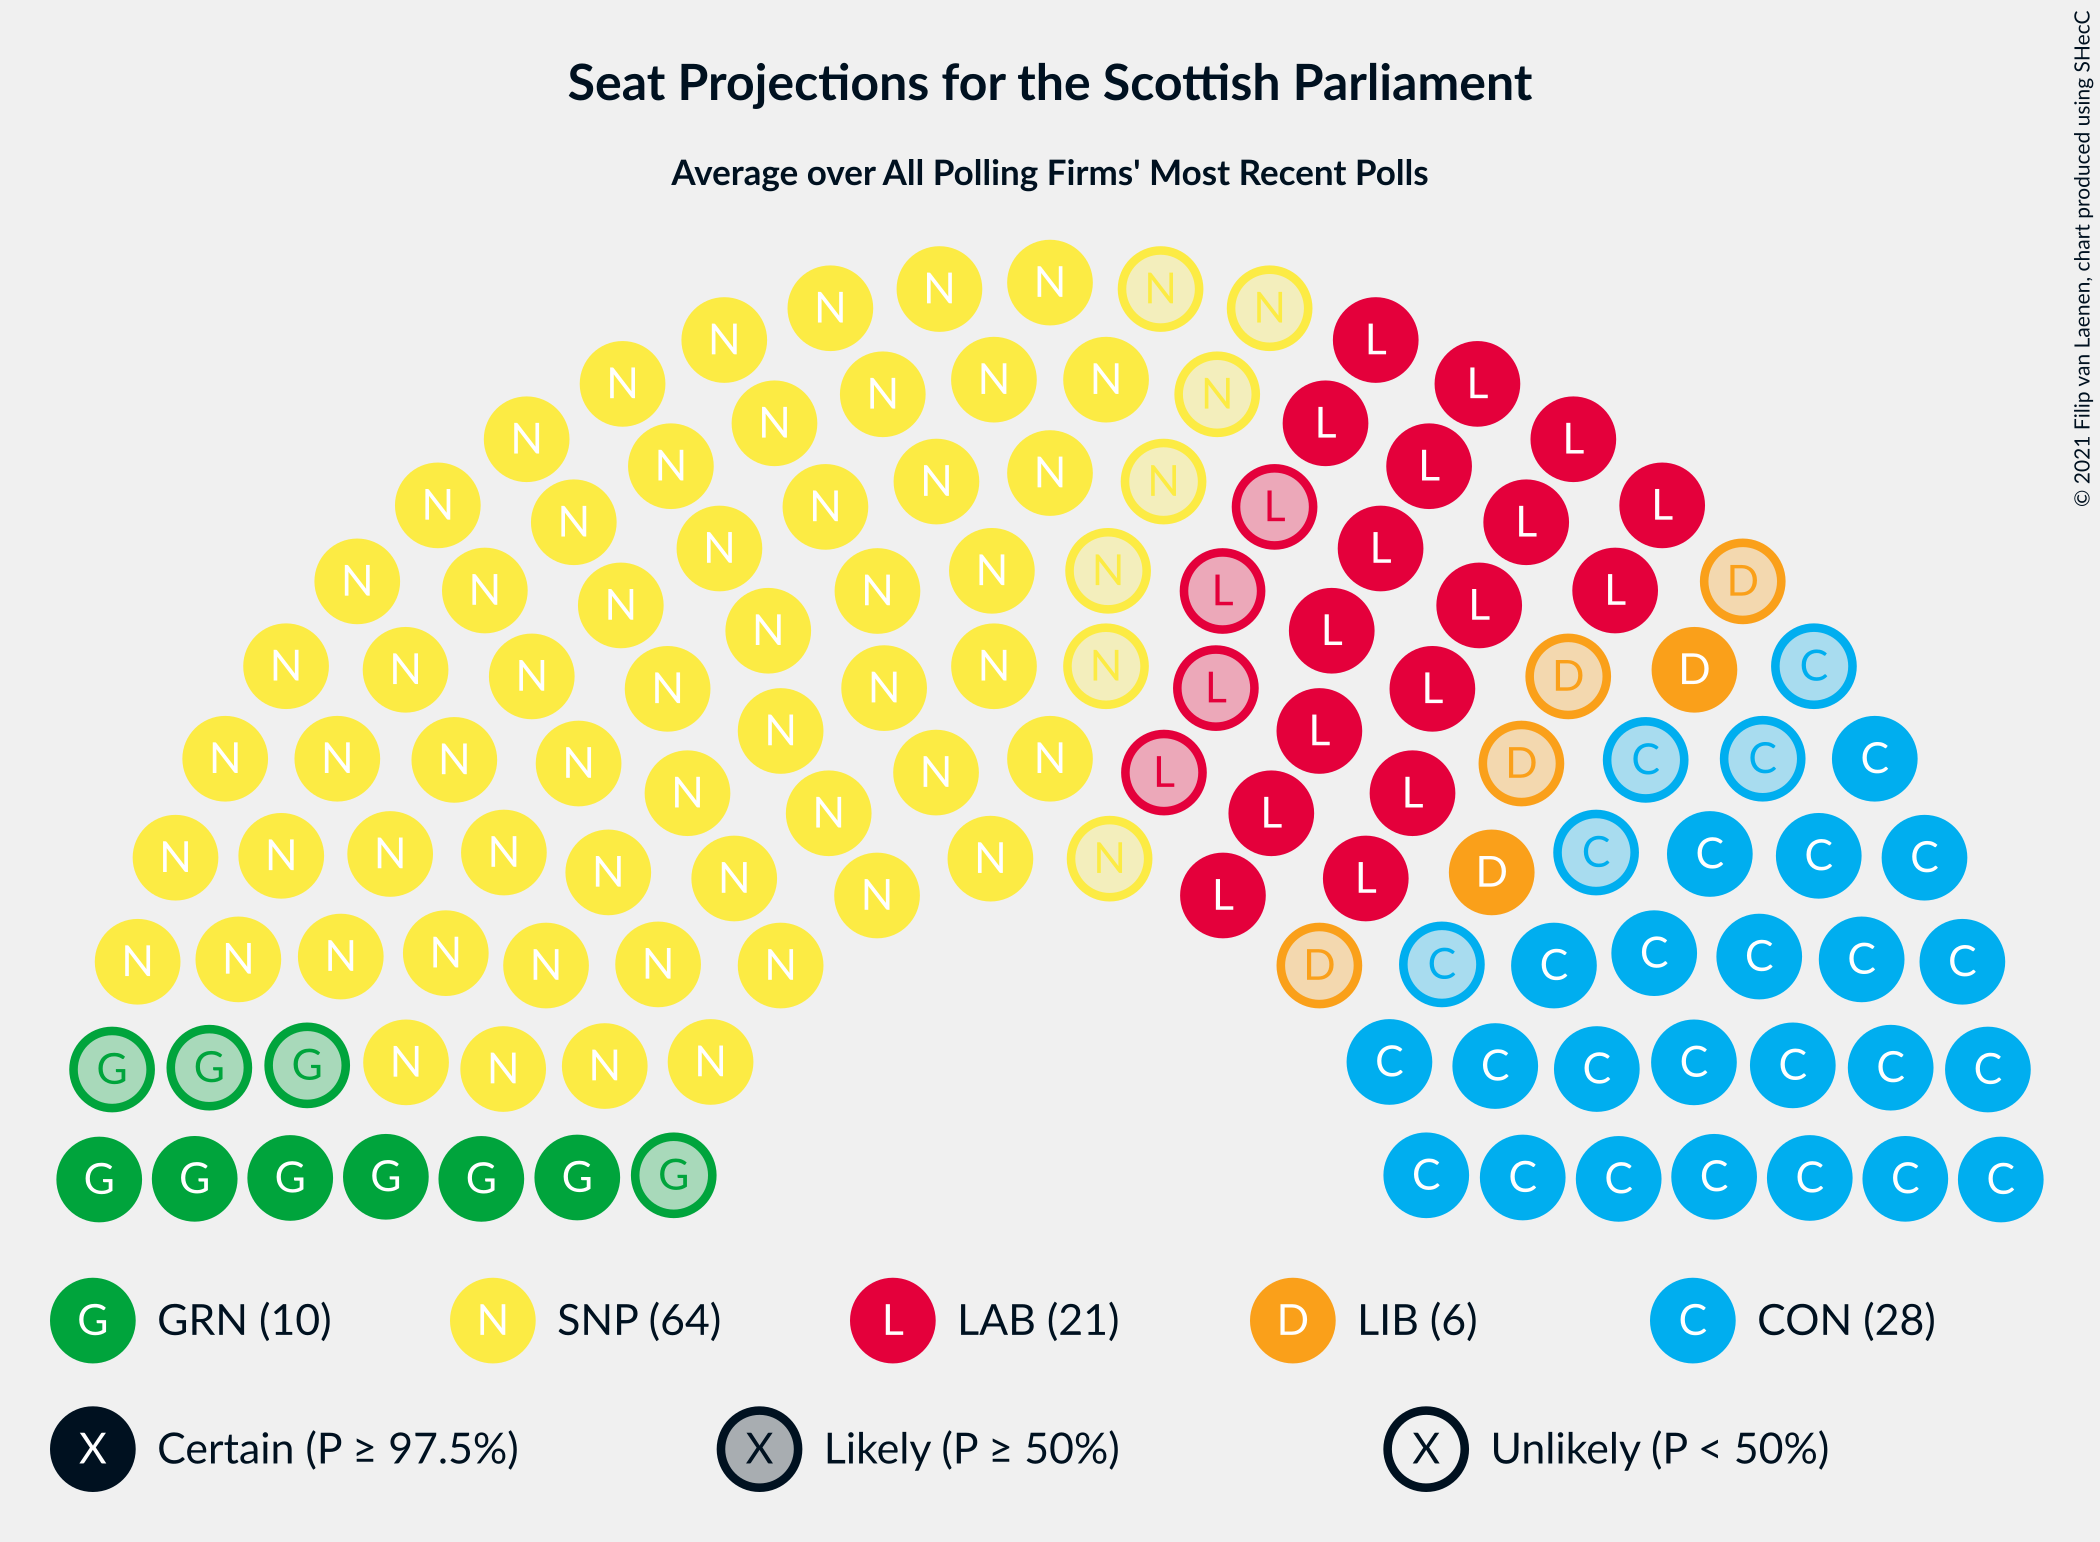 Seat Projections for the Scottish Parliament
Average over All Polling Firms' Most Recent Polls
© 2021 Filip van Laenen, chart produced using SHecC
N N N N N
N N L L
N N N N N L L
N N N N N L L L
N N N N N L L L L
N N N N N N L L L D
N N N N N N L L D D C
N N N N N N N L L D C C C
N N N N N N N N L L D C C C C
N N N N N N N D C C C C C C
G G G N N N N C C C C C C C
G G G G G G G C C C C C C C
G GRN (10) N SNP (64) L LAB (21) D LIB (6) C CON (28)
X Certain (P ≥ 97.5%) X Likely (P ≥ 50%) X Unlikely (P < 50%)